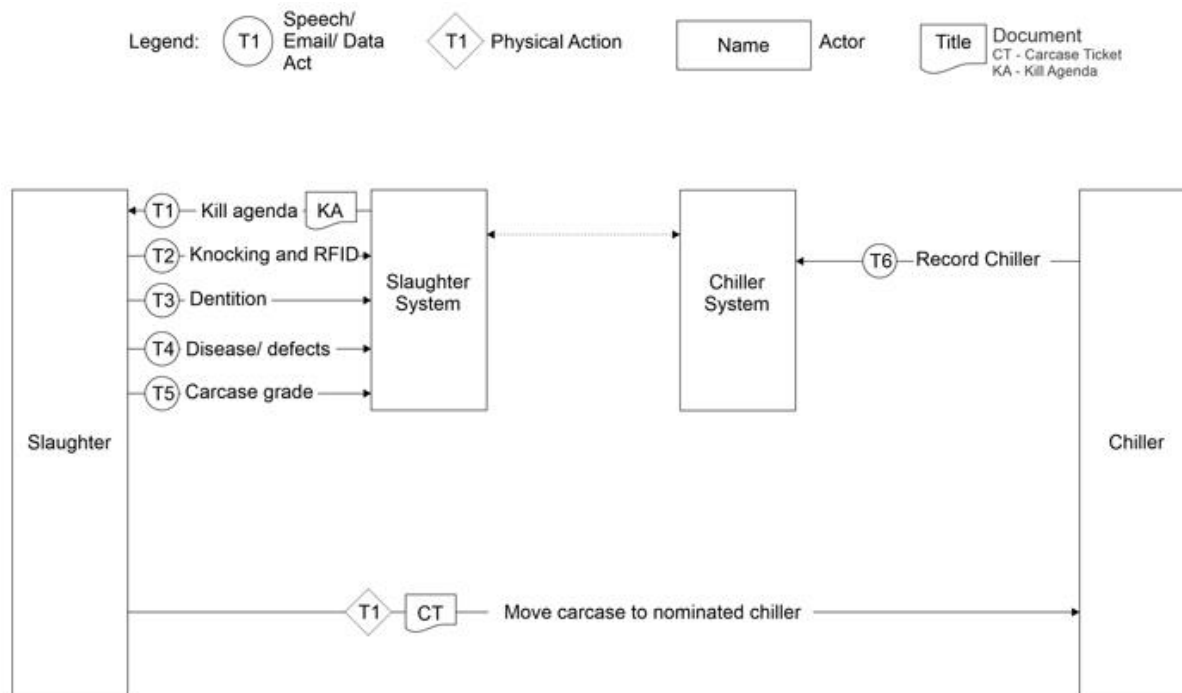 Legend:
T1
Speech/
Email/ Data
Act
T1
Physical Action
Name
Actor
Title
Document
CT - Carcase Ticket
KA - Kill Agenda
T1 Kill agenda KA
T2 Knocking and RFID
T3 Dentition
T4 Disease/ defects
T5 Carcase grade
Slaughter
System
Chiller
System
T6 Record Chiller
Slaughter
Chiller
T1 CT Move carcase to nominated chiller